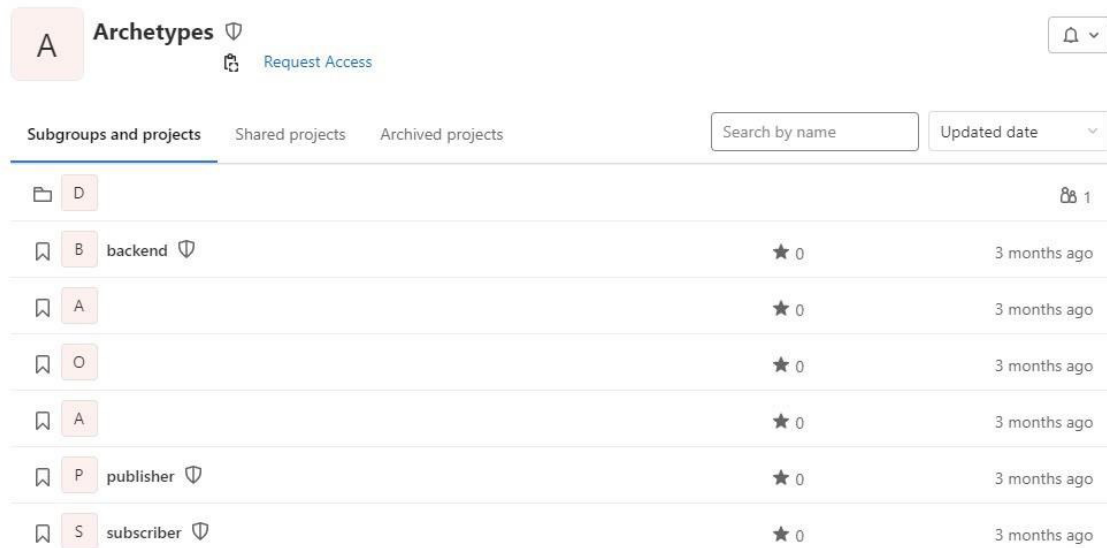 A Archetypes
Request Access
Subgroups and projects Shared projects Archived projects Search by name Updated date
D 1
B backend 0 3 months ago
A 0 3 months ago
O 0 3 months ago
A 0 3 months ago
P publisher 0 3 months ago
S subscriber 0 3 months ago